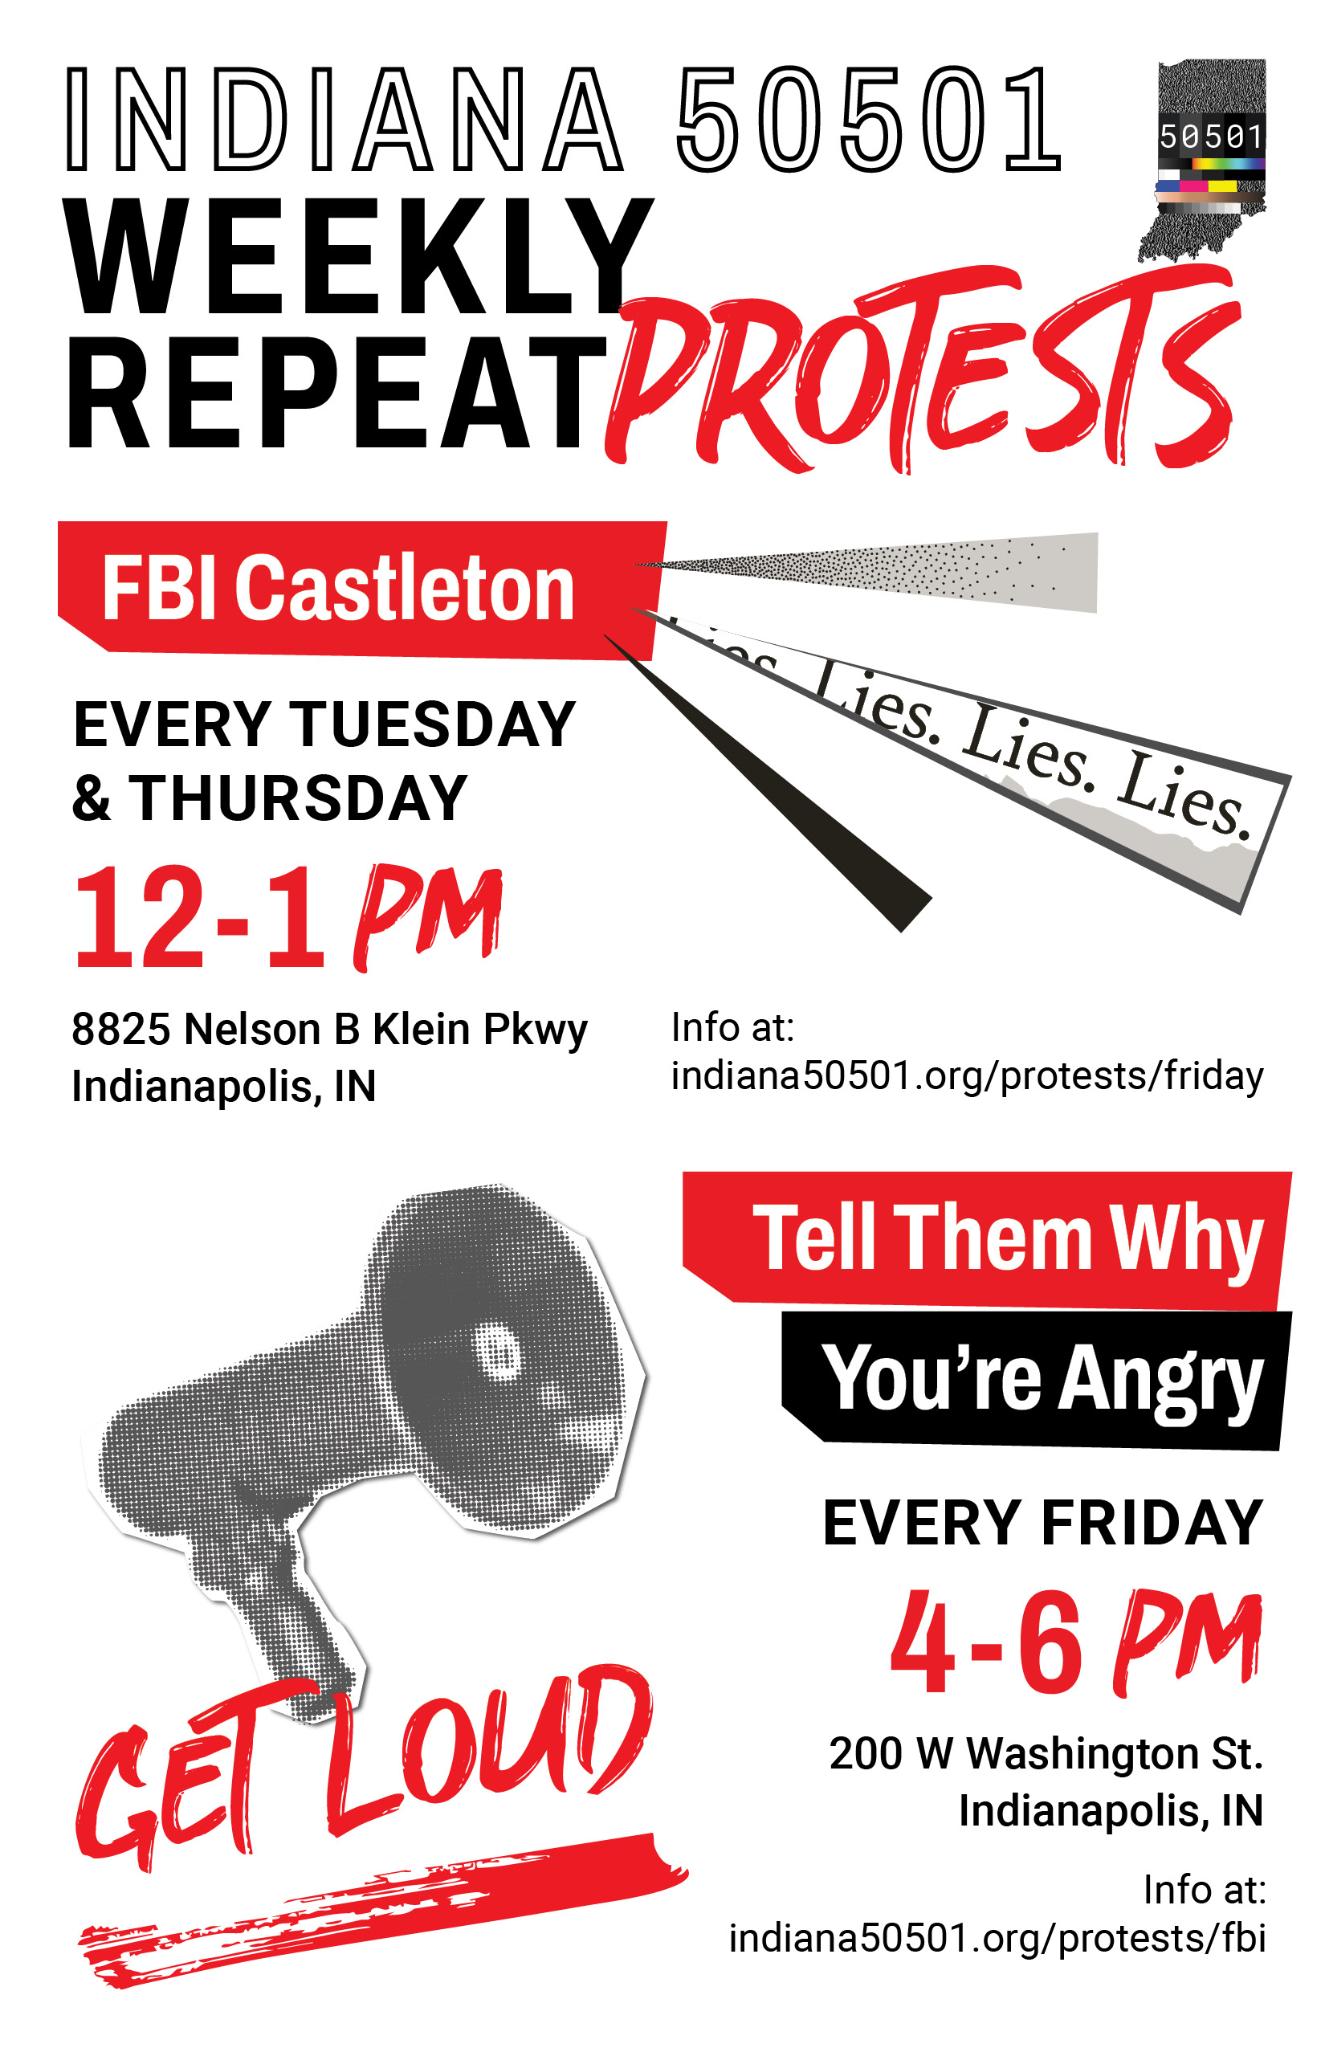 INDIANA 50501
50501
WEEKLY
REPEAT PROTESTS
FBI Castleton
Lies. Lies. Lies.
EVERY TUESDAY
& THURSDAY
12-1 PM
8825 Nelson B Klein Pkwy
Indianapolis, IN
Info at:
indiana50501.org/protests/friday
Tell Them Why
You're Angry
EVERY FRIDAY
4-6 PM
200 W Washington St.
Indianapolis, IN
Info at:
indiana50501.org/protests/fbi
GET LOUD